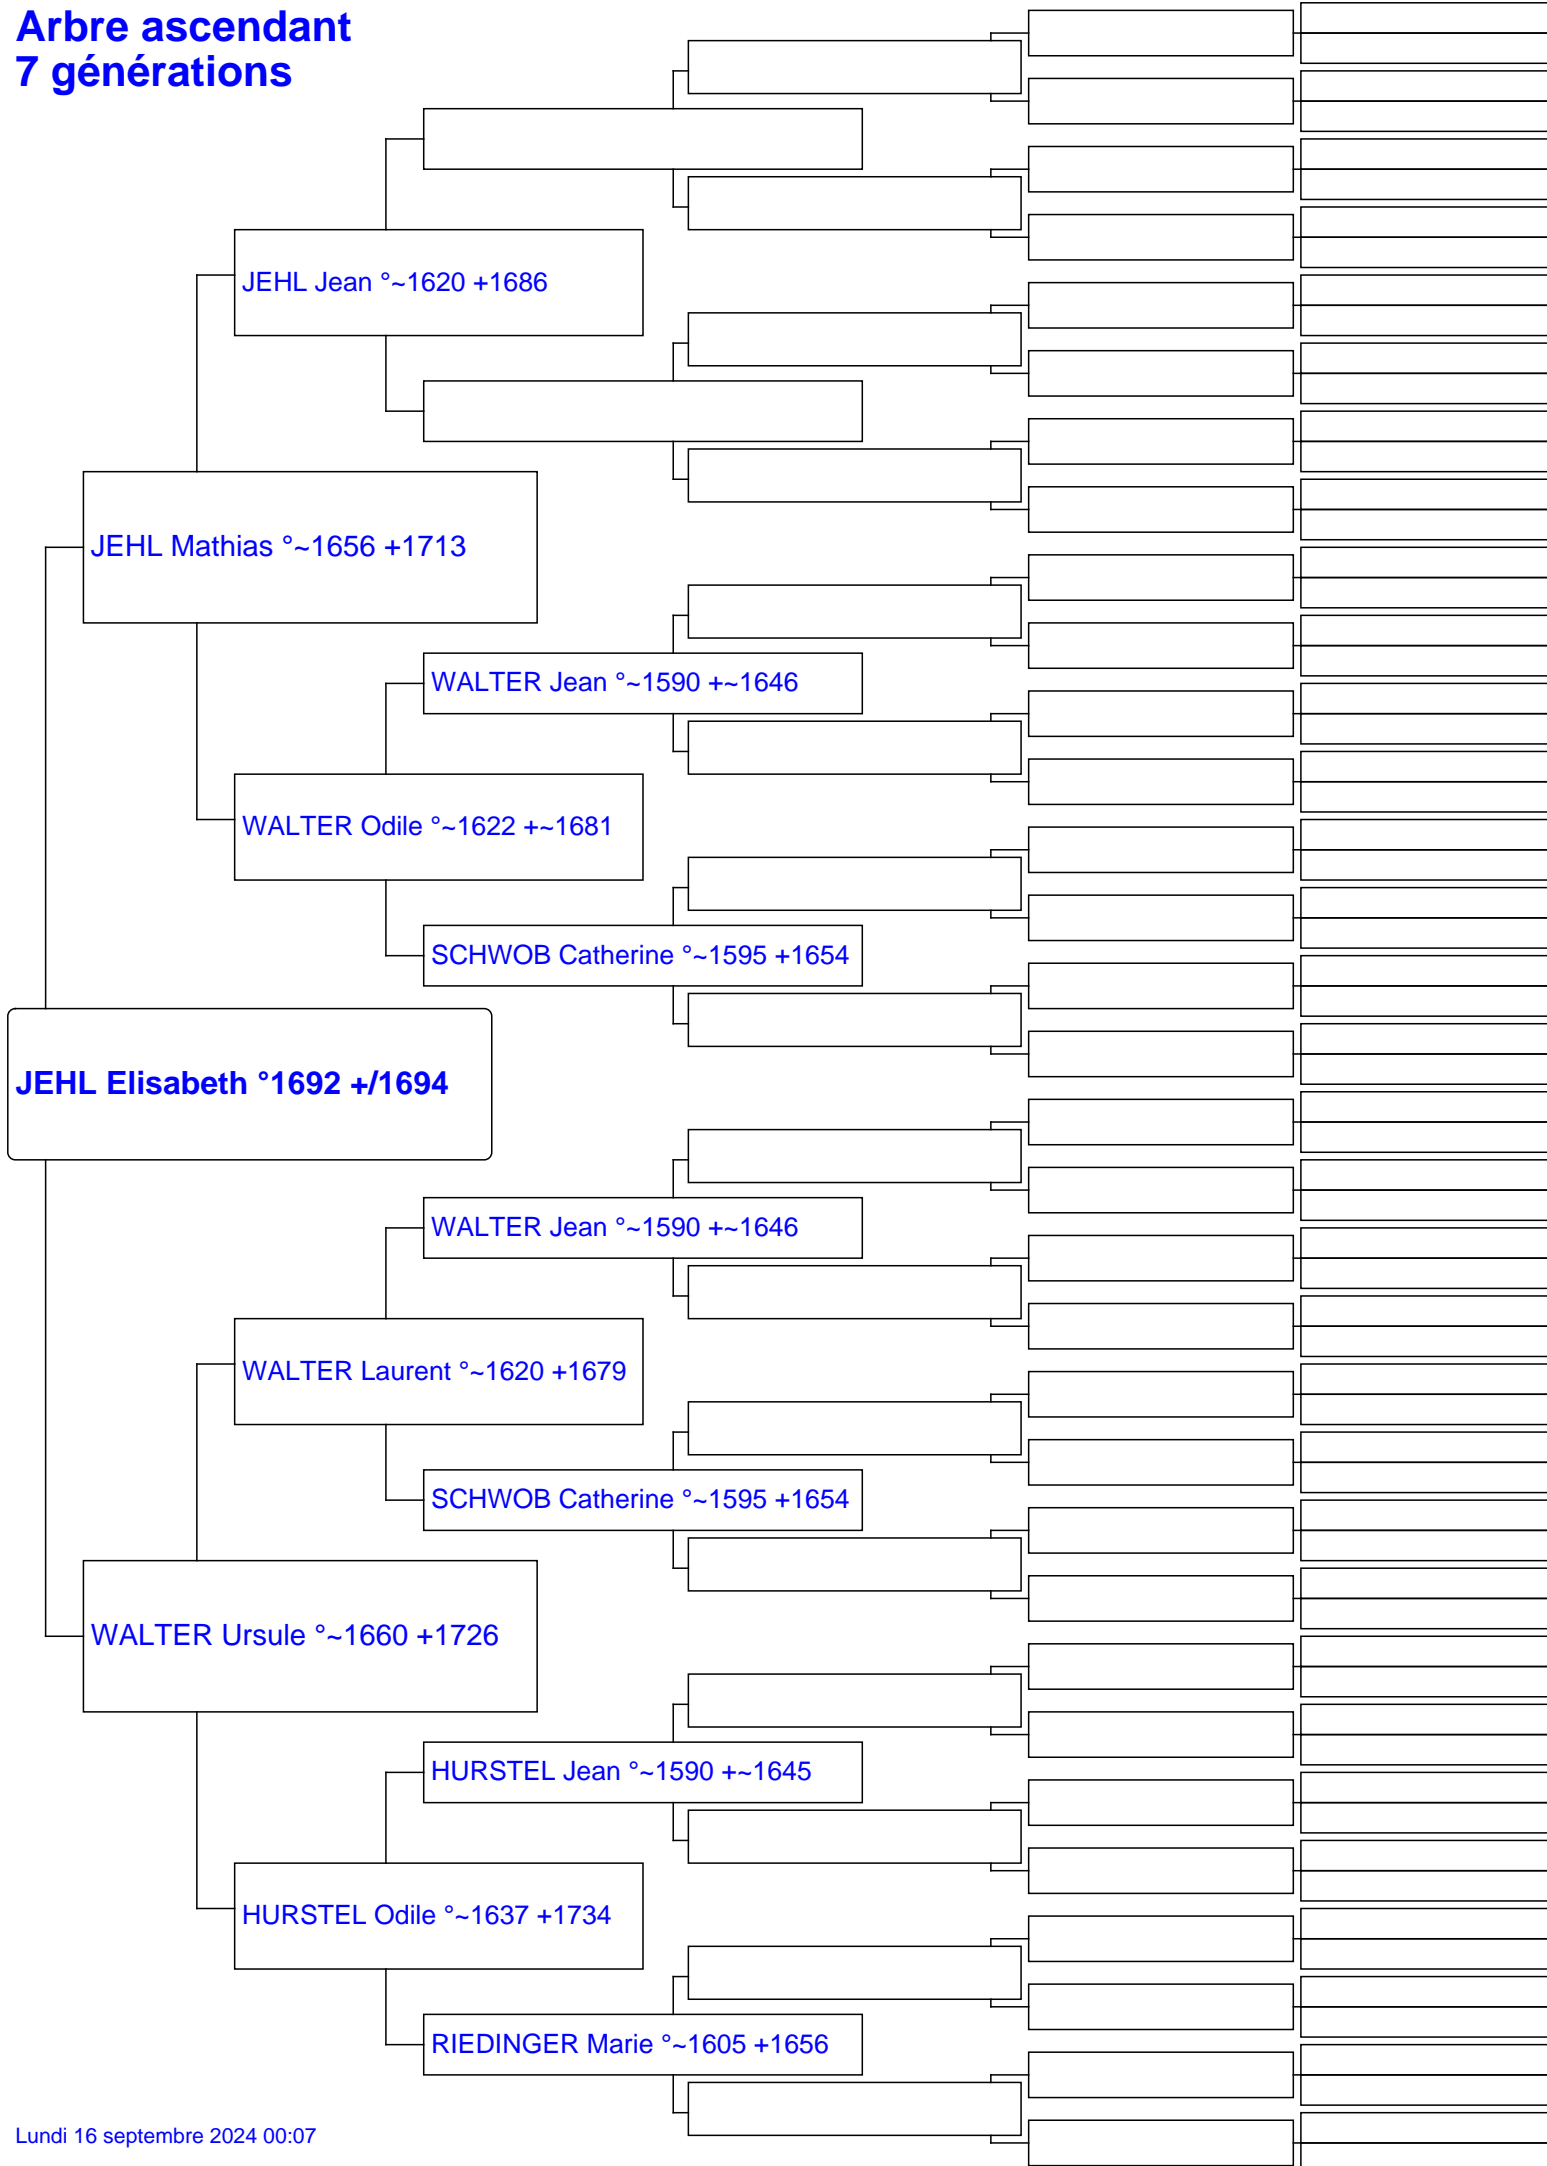 Arbre ascendant
7 générations
JEHL Jean °~1620 +1686
JEHL Mathias °~1656 +1713
WALTER Jean °~1590 +~1646
WALTER Odile °~1622 +~1681
SCHWOB Catherine °~1595 +1654
JEHL Elisabeth °1692 +/1694
WALTER Jean °~1590 +~1646
WALTER Laurent °~1620 +1679
SCHWOB Catherine °~1595 +1654
WALTER Ursule °~1660 +1726
HURSTEL Jean °~1590 +~1645
HURSTEL Odile °~1637 +1734
RIEDINGER Marie °~1605 +1656
Lundi 16 septembre 2024 00:07